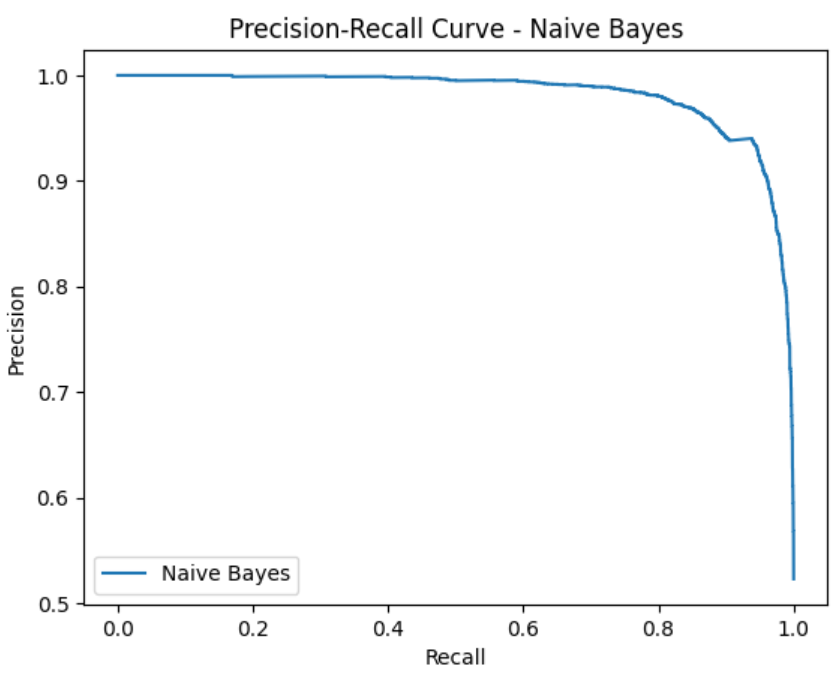 Precision-Recall Curve - Naive Bayes
1.0
0.9
0.8
0.7
0.6
0.5
Precision
Naive Bayes
0.0 0.2 0.4 0.6 0.8 1.0
Recall